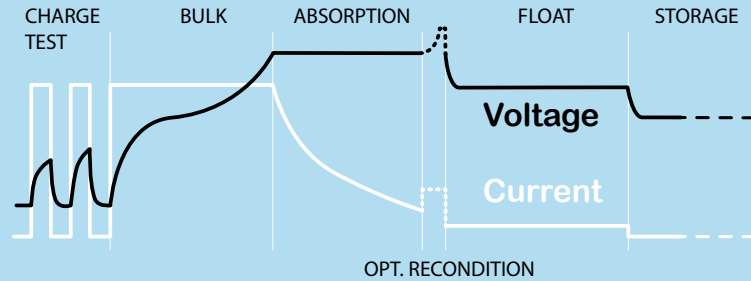 CHARGE
TEST
BULK
ABSORPTION
FLOAT
STORAGE
Voltage
Current
OPT. RECONDITION